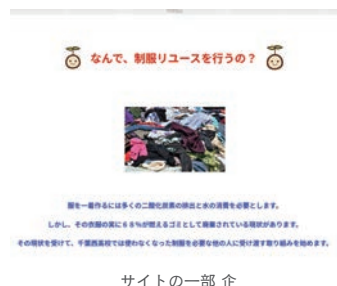 なんで、制服リユースを行うの？
服を一着作るには多くの二酸化炭素の排出と水の消費を必要とします。
しかし、その衣服の実に６８％が燃えるゴミとして廃棄されている現状があります。
その現状を受けて、千葉西高校では使わなくなった制服を必要な他の人に受け渡す取り組みを始めます。
サイトの一部 企